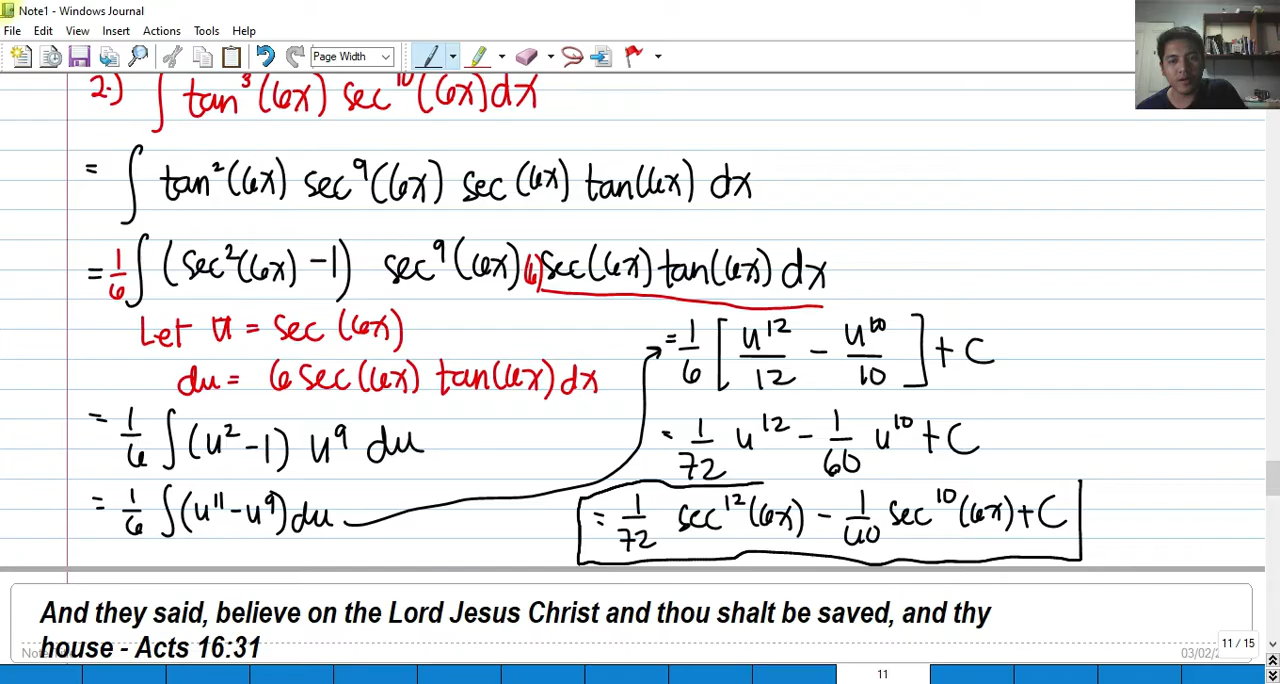 Note1 - Windows Journal
File Edit View Insert Actions Tools Help
Page Width
2.) ∫ tan³(6x) sec¹⁰(6x)dx
= ∫ tan²(6x) sec⁹(6x) sec(6x) tan(6x) dx
= 1/6 ∫ (sec²(6x) - 1) sec⁹(6x) (6) sec(6x) tan(6x) dx
Let u = sec(6x)
du = 6 sec(6x) tan(6x)dx
= 1/6 ∫ (u² - 1) u⁹ du
= 1/6 ∫ (u¹¹ - u⁹)du
= 1/6 [u¹²/12 - u¹⁰/10] + C
= 1/72 u¹² - 1/60 u¹⁰ + C
= 1/72 sec¹²(6x) - 1/60 sec¹⁰(6x) + C
And they said, believe on the Lord Jesus Christ and thou shalt be saved, and thy
house - Acts 16:31
11 / 15
11